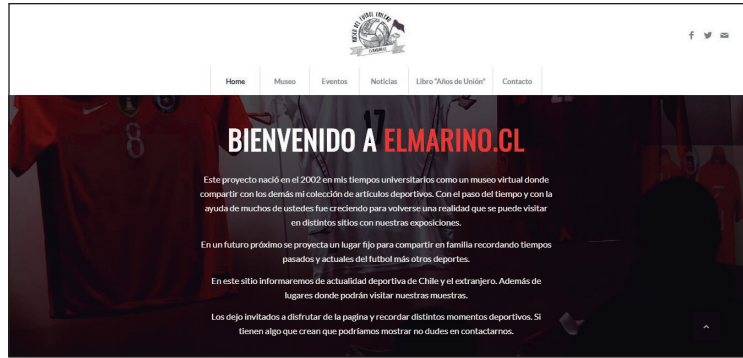 MUSEO DEL FUTBOL CHILENO
Home
Museo
Eventos
Noticias
Libro "Años de Unión"
Contacto
8
17
BIENVENIDO A ELMARINO.CL
Este proyecto nació en el 2002 en mis tiempos universitarios como un museo virtual donde
compartir con los demás mi colección de artículos deportivos. Con el paso del tiempo y con la
ayuda de muchos de ustedes fue creciendo para volverse una realidad que se puede visitar
en distintos sitios con nuestras exposiciones.
En un futuro próximo se proyecta un lugar fijo para compartir en familia recordando tiempos
pasados y actuales del futbol más otros deportes.
En este sitio informaremos de actualidad deportiva de Chile y el extranjero. Además de
lugares donde podrán visitar nuestras muestras.
Los dejo invitados a disfrutar de la pagina y recordar distintos momentos deportivos. Si
tienen algo que crean que podríamos mostrar no dudes en contactarnos.